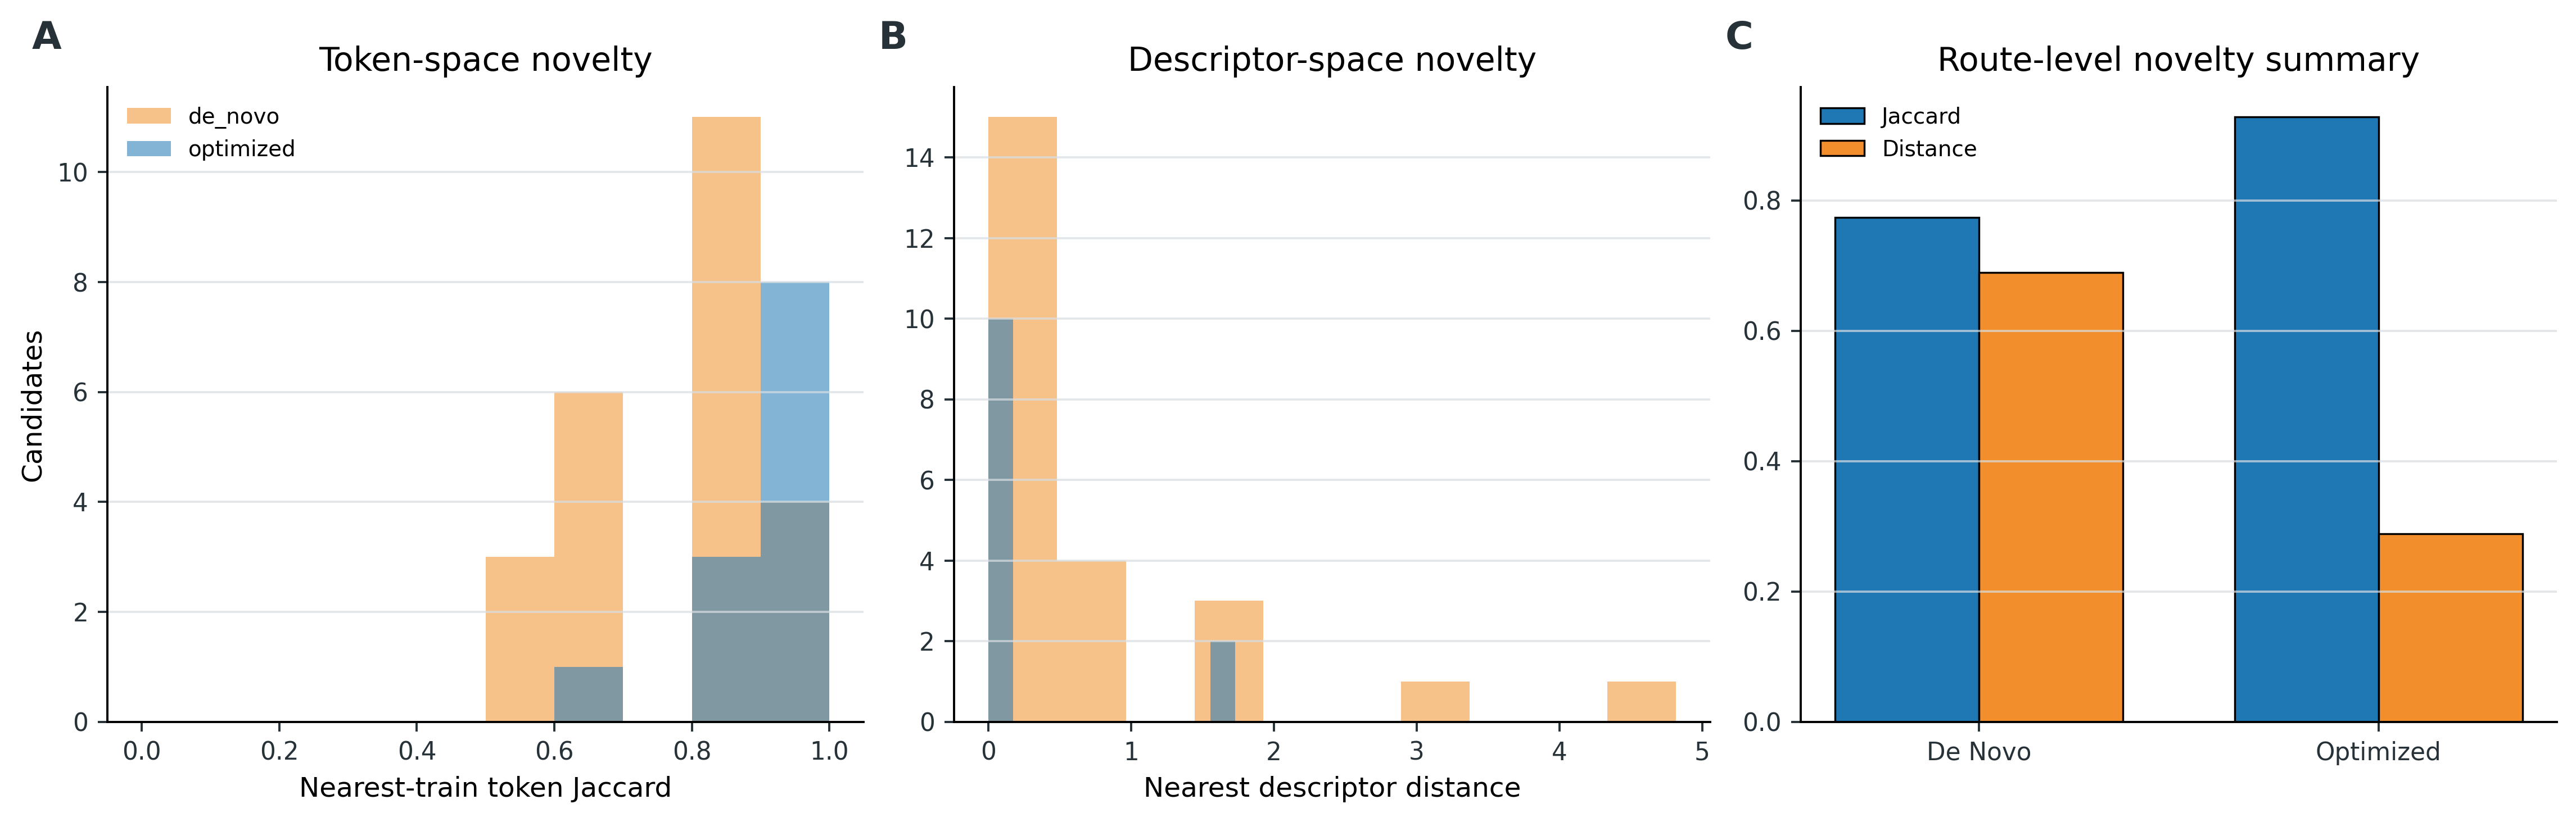 A
Token-space novelty
de_novo
optimized
10
8
6
4
2
0
Candidates
0.0 0.2 0.4 0.6 0.8 1.0
Nearest-train token Jaccard
B
Descriptor-space novelty
14
12
10
8
6
4
2
0
0 1 2 3 4 5
Nearest descriptor distance
C
Route-level novelty summary
Jaccard
Distance
0.8
0.6
0.4
0.2
0.0
De Novo Optimized